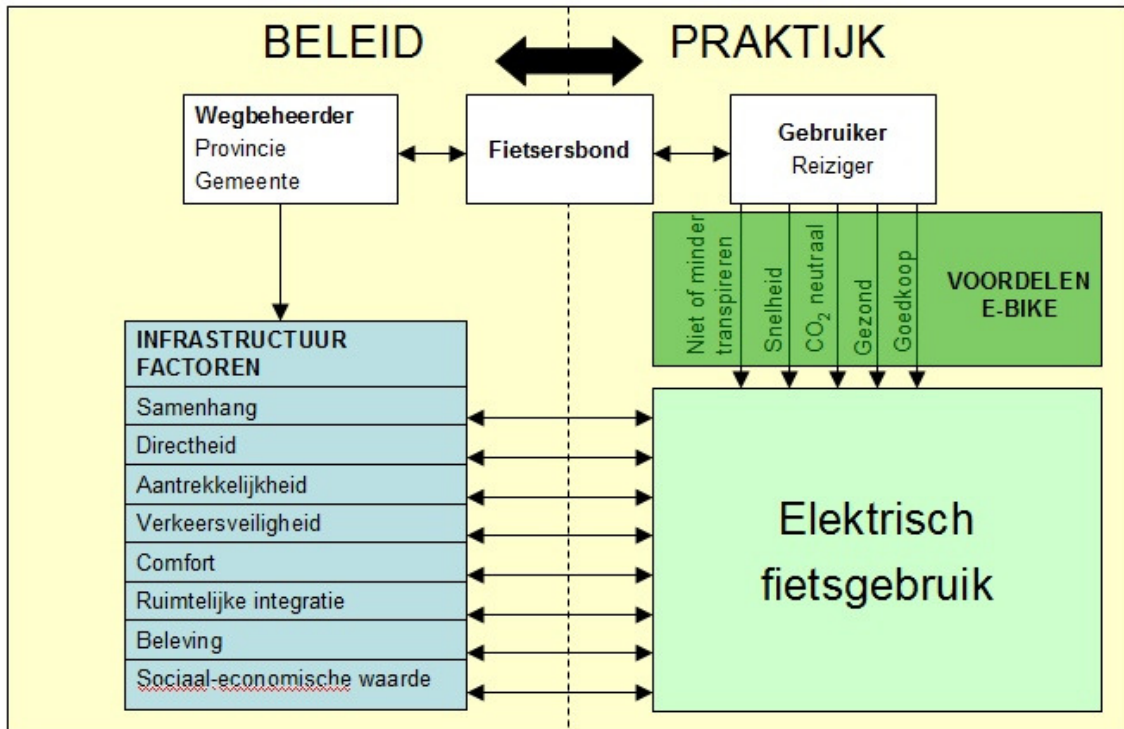 BELEID
PRAKTIJK
Wegbeheerder
Provincie
Gemeente
Fietsersbond
Gebruiker
Reiziger
Niet of minder
transpireren
Snelheid
CO₂ neutraal
Gezond
Goedkoop
VOORDELEN
E-BIKE
INFRASTRUCTUUR
FACTOREN
Samenhang
Directheid
Aantrekkelijkheid
Verkeersveiligheid
Comfort
Ruimtelijke integratie
Beleving
Sociaal-economische waarde
Elektrisch
fietsgebruik